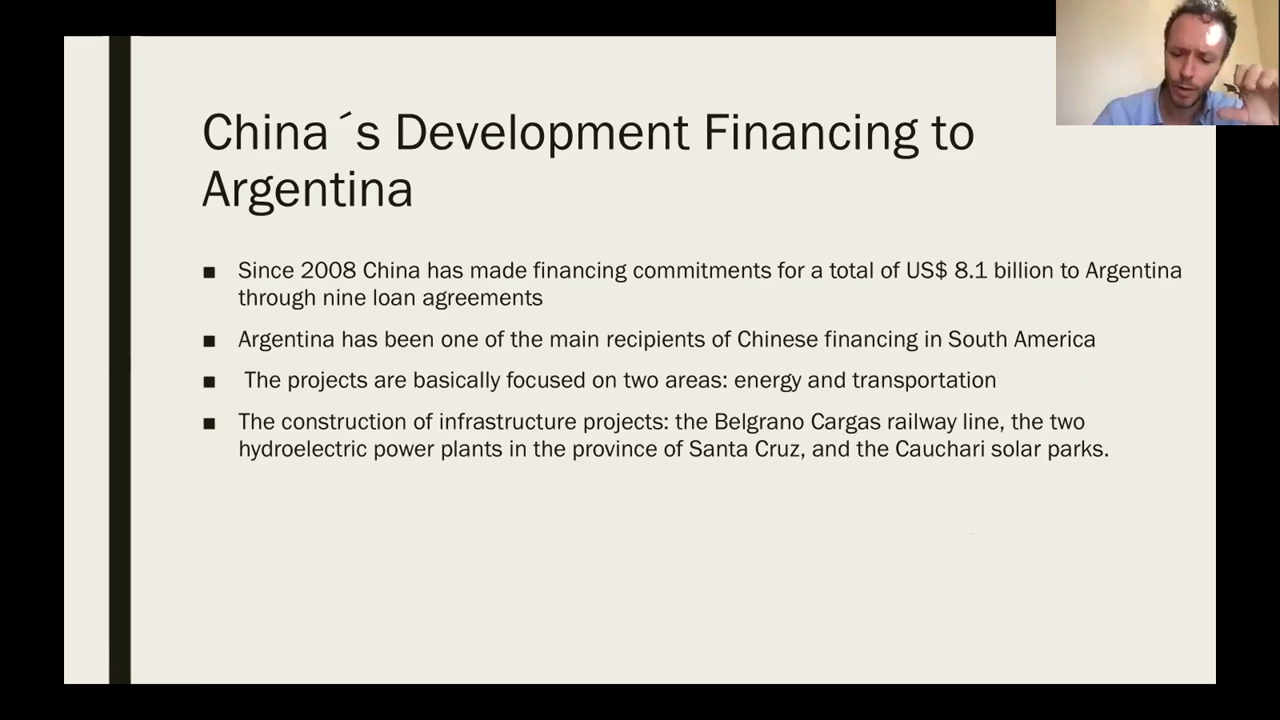 China´s Development Financing to
Argentina
■ Since 2008 China has made financing commitments for a total of US$ 8.1 billion to Argentina
through nine loan agreements
■ Argentina has been one of the main recipients of Chinese financing in South America
■ The projects are basically focused on two areas: energy and transportation
■ The construction of infrastructure projects: the Belgrano Cargas railway line, the two
hydroelectric power plants in the province of Santa Cruz, and the Cauchari solar parks.